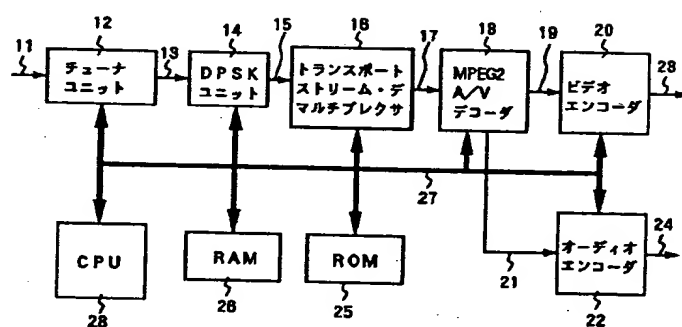 12
14
15
16
17
18
19
20
11
13
28
チューナ
ユニット
DPSK
ユニット
トランスポート
ストリーム・デ
マルチプレクサ
MPEG2
A/V
デコーダ
ビデオ
エンコーダ
27
CPU
RAM
ROM
オーディオ
エンコーダ
24
21
28
26
25
22